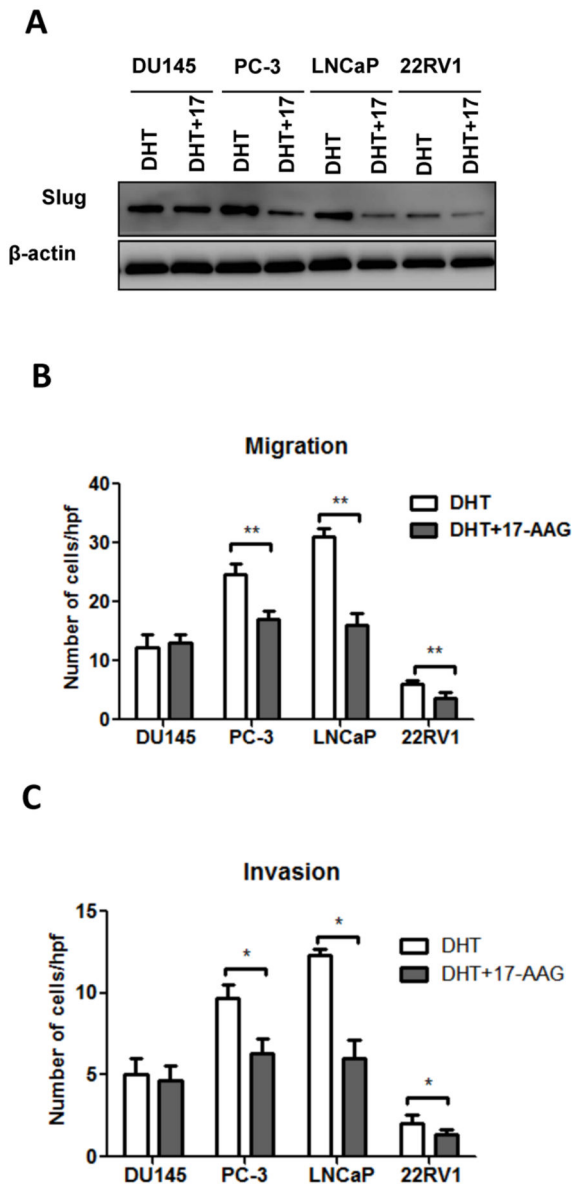 A
DU145 PC-3 LNCaP 22RV1
DHT DHT+17 DHT DHT+17 DHT DHT+17 DHT DHT+17
Slug
β-actin
B
Migration
Number of cells/hpf
40
30
20
10
0
** ** **
DHT
DHT+17-AAG
DU145 PC-3 LNCaP 22RV1
C
Invasion
Number of cells/hpf
15
10
5
0
* * *
DHT
DHT+17-AAG
DU145 PC-3 LNCaP 22RV1